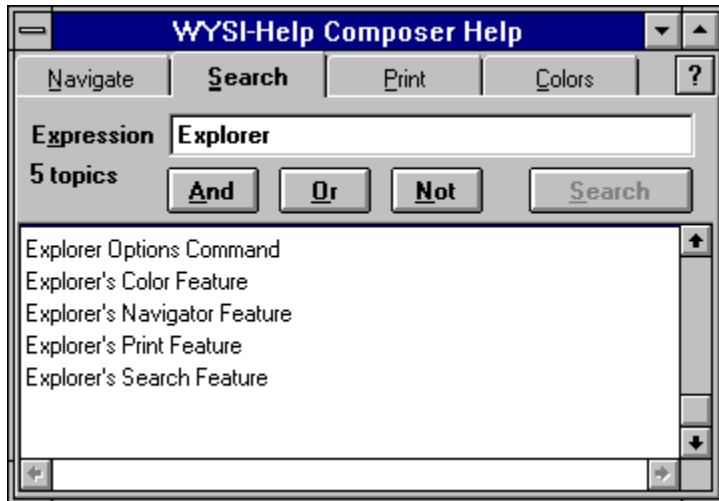 WYSI-Help Composer Help
Navigate Search Print Colors ?
Expression Explorer
5 topics And Or Not Search
Explorer Options Command
Explorer's Color Feature
Explorer's Navigator Feature
Explorer's Print Feature
Explorer's Search Feature